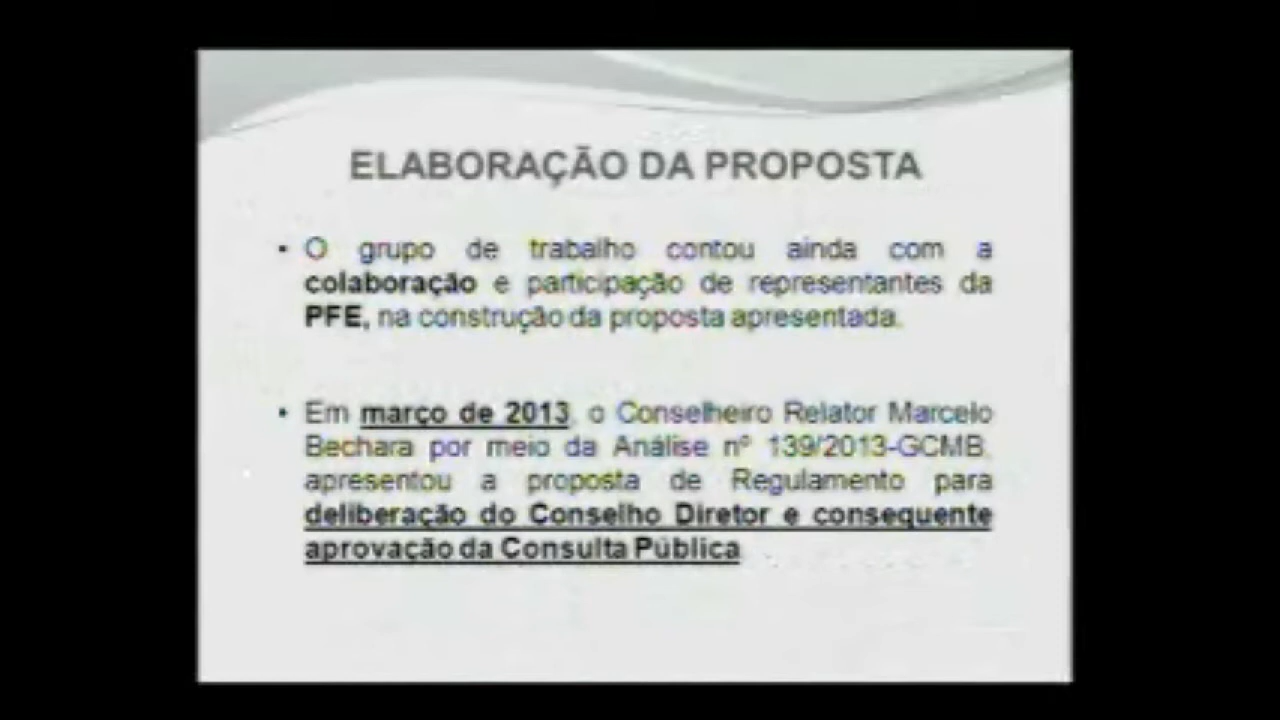 ELABORAÇÃO DA PROPOSTA
• O grupo de trabalho contou ainda com a
colaboração e participação de representantes da
PFE, na construção da proposta apresentada.
• Em março de 2013, o Conselheiro Relator Marcelo
Bechara por meio da Análise nº 139/2013-GCMB,
apresentou a proposta de Regulamento para
deliberação do Conselho Diretor e consequente
aprovação da Consulta Pública.